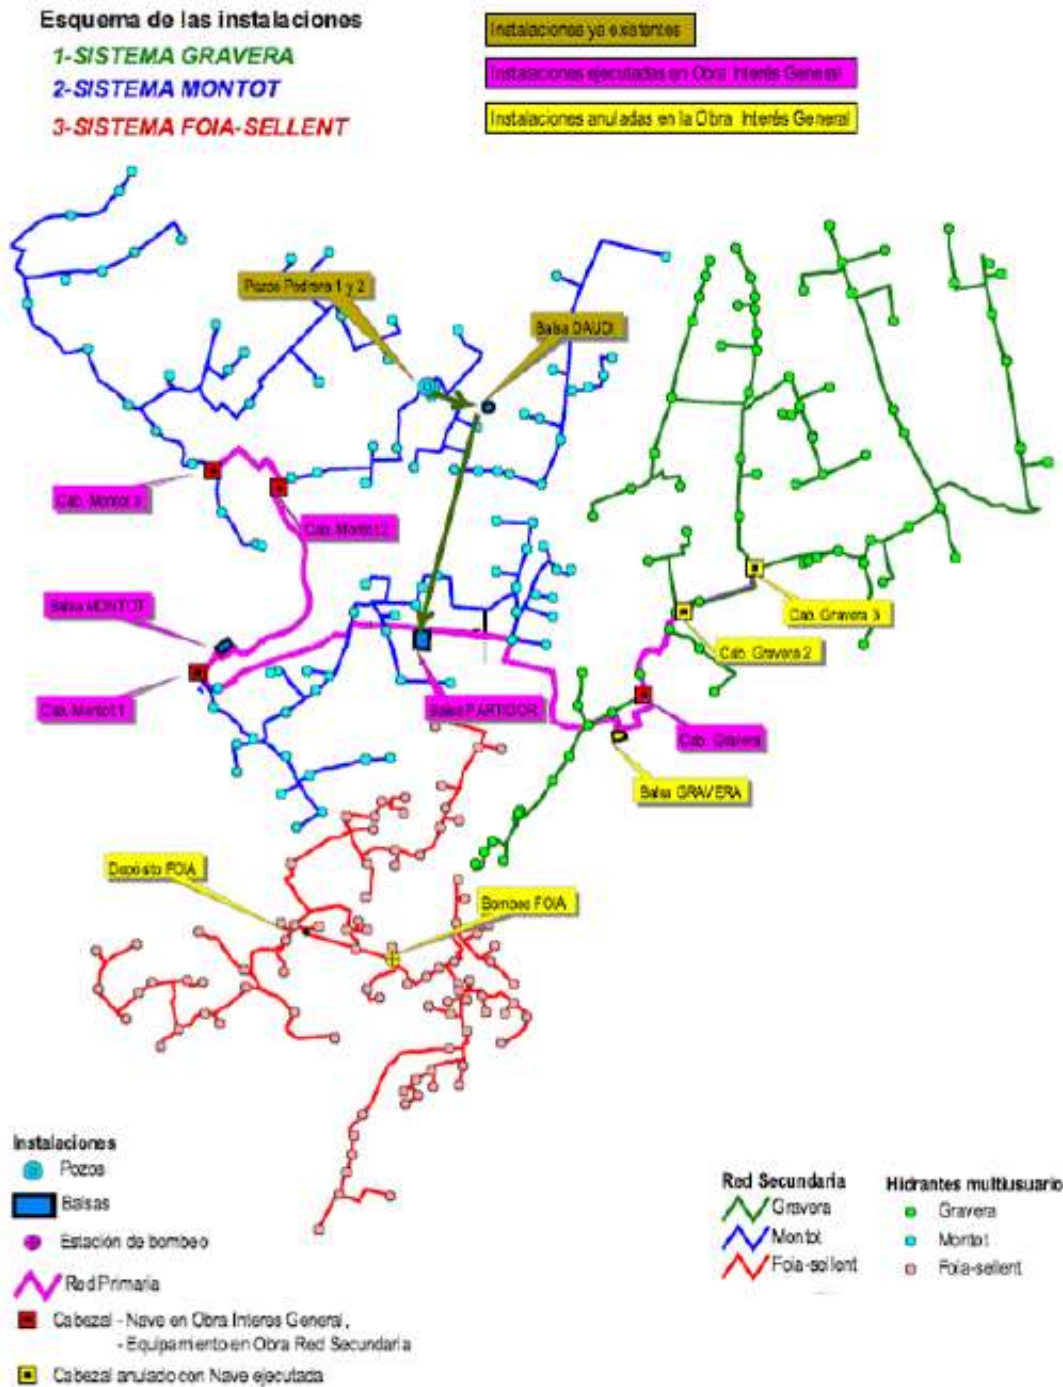 Esquema de las instalaciones
1-SISTEMA GRAVERA
2-SISTEMA MONTOT
3-SISTEMA FOIA-SELLENT
Instalaciones ya existentes
Instalaciones ejecutadas en Obra Interés General
Instalaciones anuladas en la Obra Interés General
Pozos Pedrera 1 y 2
Balsa DAUDI
Cab. Montot 3
Cab. Montot 2
Balsa MONTOT
Cab. Montot 1
Balsa PARTIDOR
Cab. Gravera 3
Cab. Gravera 2
Cab. Gravera
Balsa GRAVERA
Depósito FOIA
Bombeo FOIA
Instalaciones
Pozos
Balsas
Estación de bombeo
Red Primaria
Cabezal - Nave en Obra Interes General,
- Equipamiento en Obra Red Secundaria
Cabezal anulado con Nave ejecutada
Red Secundaria
Gravera
Montot
Foia-sellent
Hidrantes multiusuario
Gravera
Montot
Foia-sellent